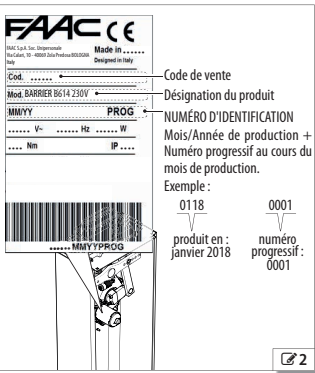 FAAC CE
FAAC S.p.A. Soc. Unipersonale
Via Calari, 10 - 40069 Zola Predosa BOLOGNA
Italy
Made in ......
Designed in Italy
Cod. ......
Mod. BARRIER B614 230V
MM/YY PROG
...... V~ ...... Hz ...... W
.... Nm IP ....
...... MMYYPROG
Code de vente
Désignation du produit
NUMÉRO D'IDENTIFICATION
Mois/Année de production +
Numéro progressif au cours du
mois de production.
Exemple :
0118 0001
produit en : numéro
janvier 2018 progressif :
0001
2